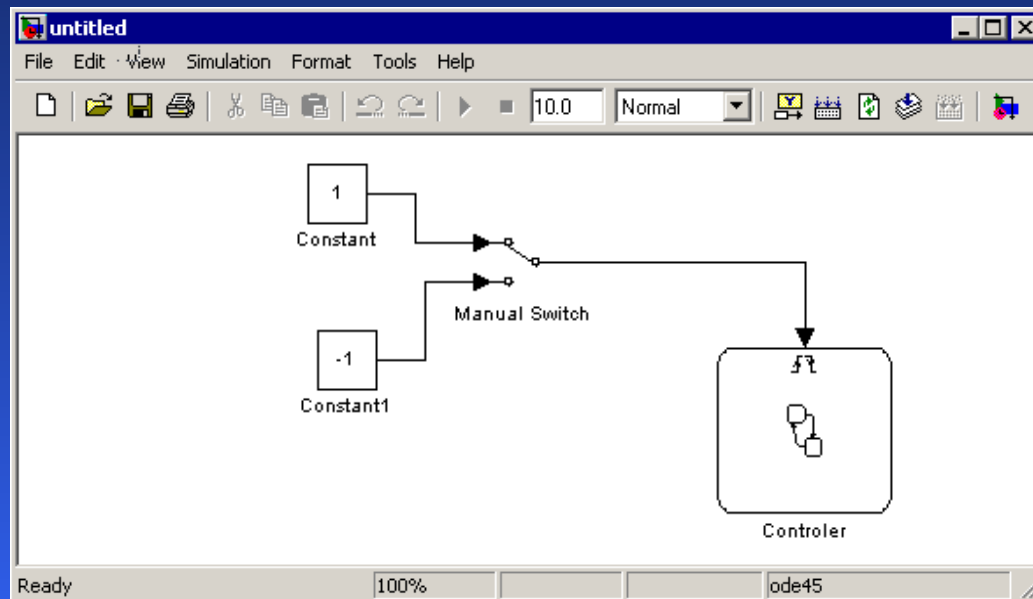 untitled
File Edit View Simulation Format Tools Help
10.0 Normal
1
Constant
Manual Switch
-1
Constant1
Controler
Ready 100% ode45